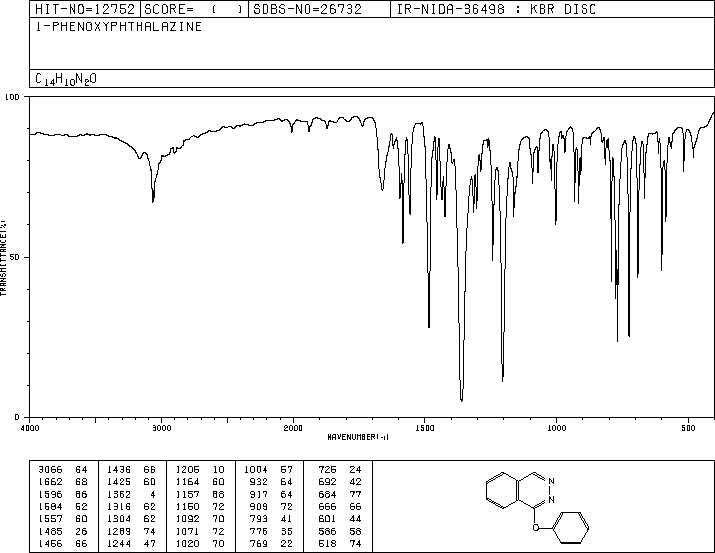 HIT-NO=12752 SCORE= ( ) SDBS-NO=26732 IR-NIDA-36498 : KBR DISC
1-PHENOXYPHTHALAZINE
C14H10N2O
100
50
0
TRANSMITTANCE(%)
4000 3000 2000 1500 1000 500
WAVENUMBER(-1)
3066 64 1436 66 1205 10 1004 57 725 24
1662 68 1425 60 1164 60 932 64 692 42
1596 66 1362 4 1157 68 917 64 684 77
1584 52 1316 62 1150 72 909 72 666 66
1557 60 1304 62 1092 70 793 41 601 44
1485 26 1289 74 1071 72 776 35 586 58
1456 66 1244 47 1020 70 769 22 518 74
N
N
O